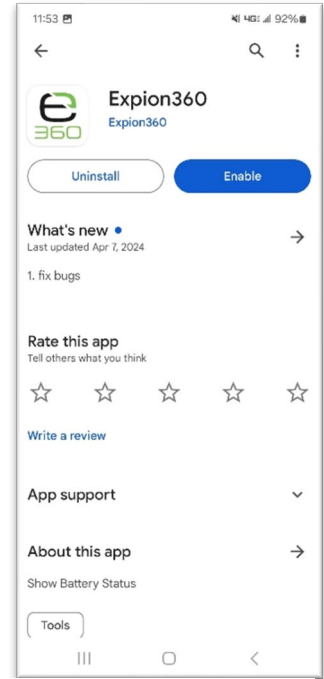 11:53
4G 92%
e
360
Expion360
Expion360
Uninstall
Enable
What's new
Last updated Apr 7, 2024
1. fix bugs
Rate this app
Tell others what you think
Write a review
App support
About this app
Show Battery Status
Tools